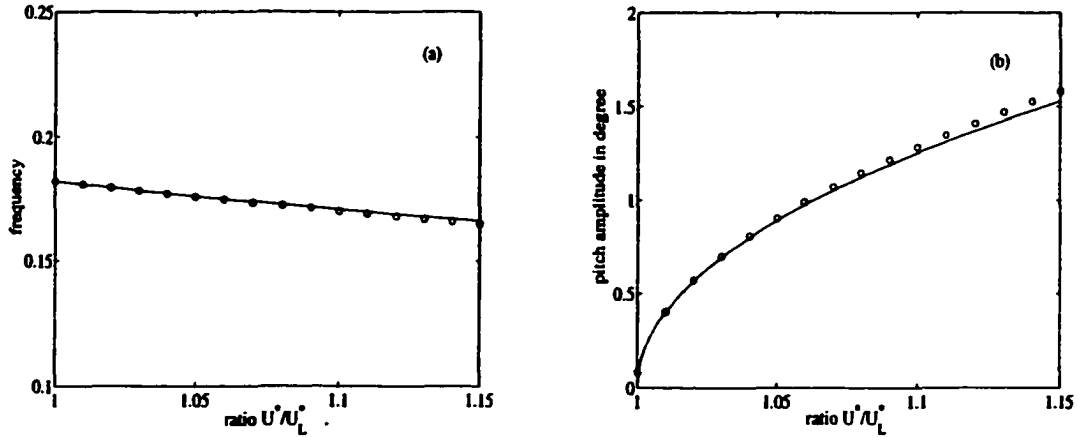 0.25
(a)
0.2
frequency
0.15
0.1
1
1.05
1.1
1.15
ratio U*/U*L .
2
(b)
1.5
pitch amplitude in degree
1
0.5
0
1
1.05
1.1
1.15
ratio U*/U*L